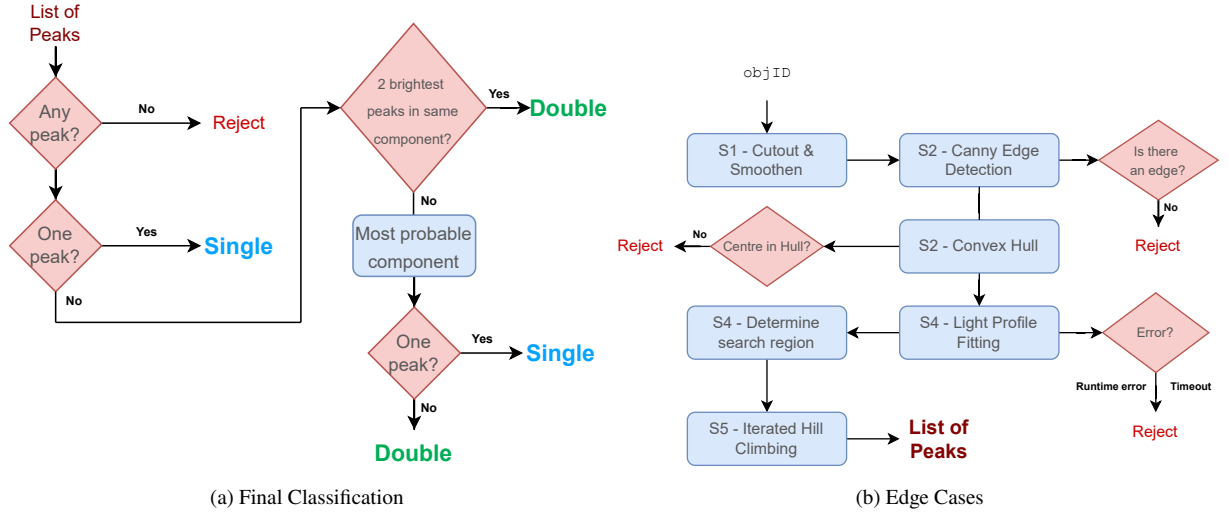 List of
Peaks
Any
peak?
No
Reject
One
peak?
Yes
Single
No
2 brightest
peaks in same
component?
Yes
Double
No
Most probable
component
One
peak?
Yes
Single
No
Double
(a) Final Classification
objID
S1 - Cutout &
Smoothen
S2 - Canny Edge
Detection
Is there
an edge?
No
Reject
S2 - Convex Hull
Centre in Hull?
No
Reject
S4 - Light Profile
Fitting
Error?
Runtime error
Timeout
Reject
S4 - Determine
search region
S5 - Iterated Hill
Climbing
List of
Peaks
(b) Edge Cases